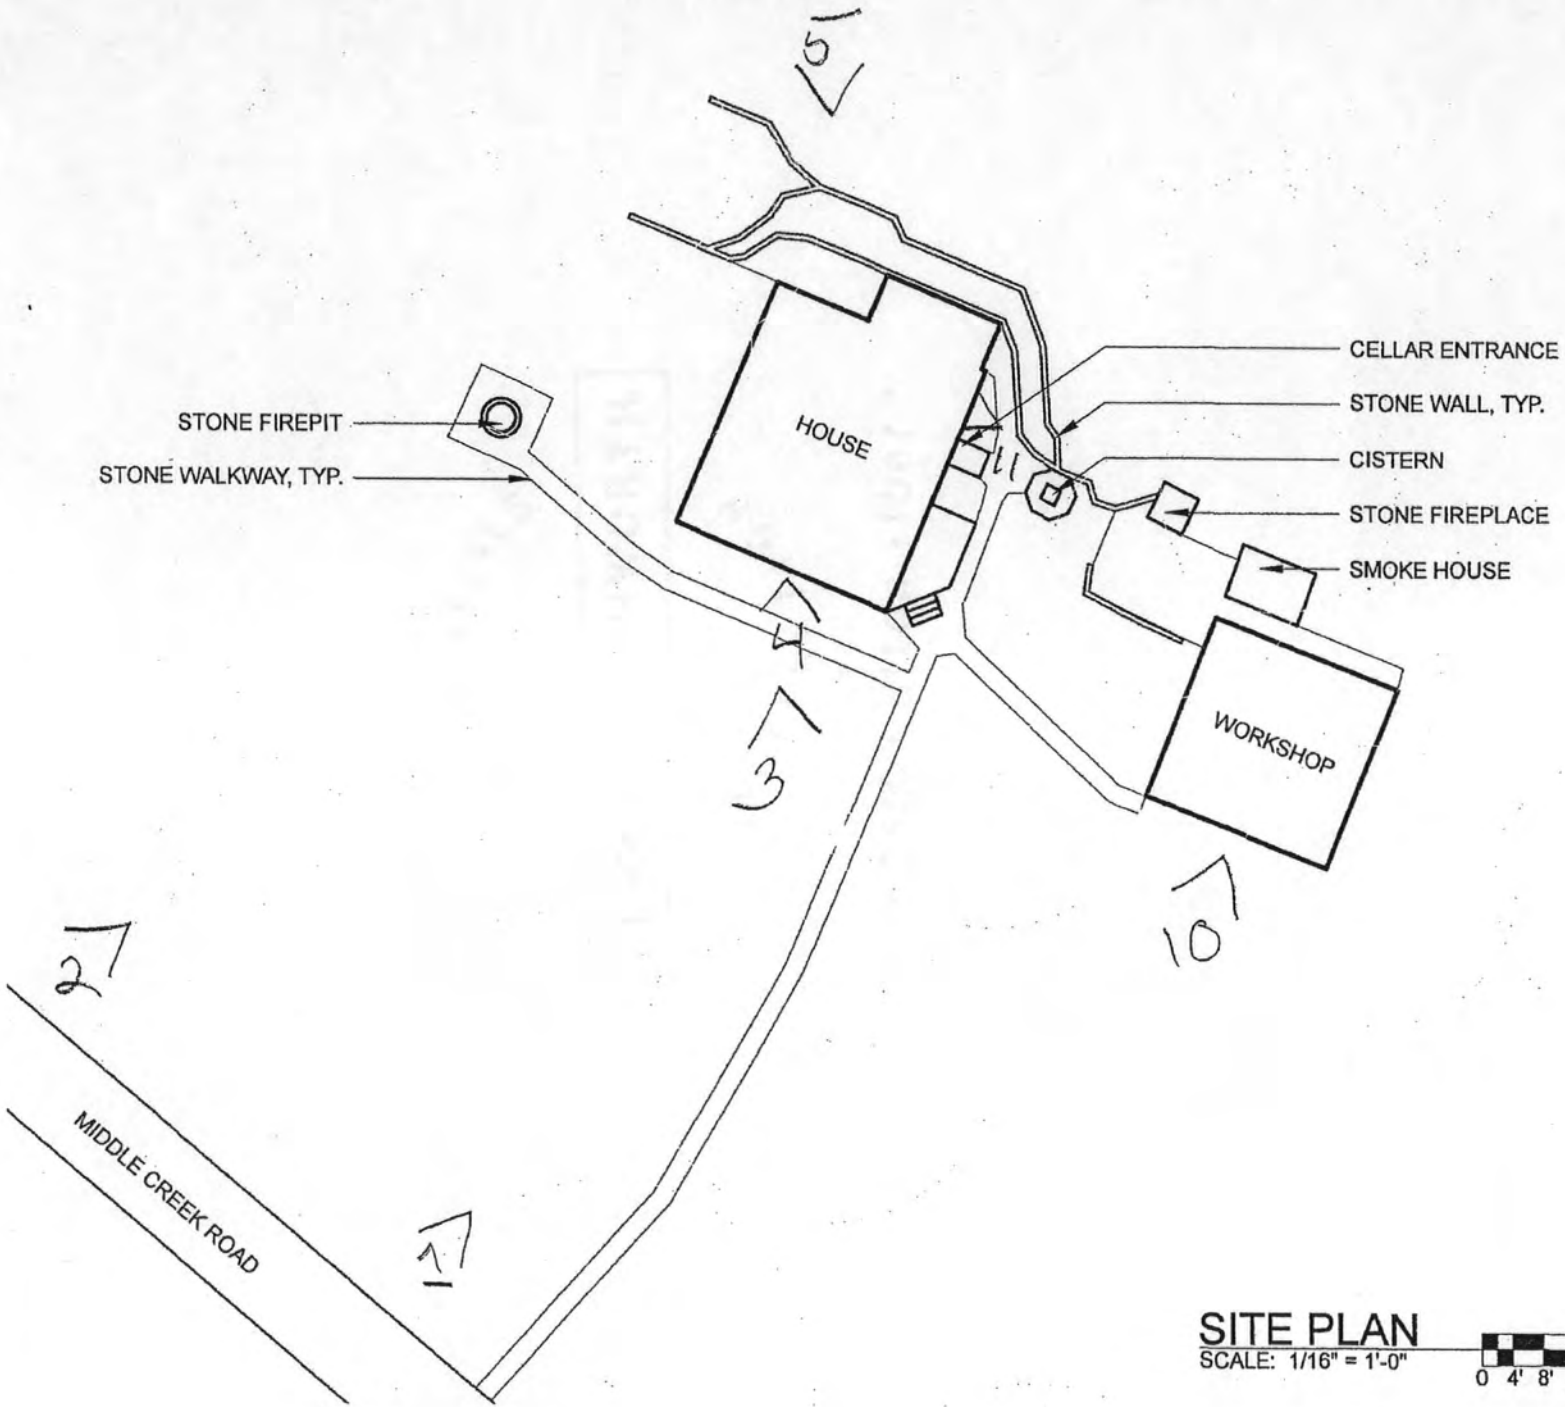 5
CELLAR ENTRANCE
STONE WALL, TYP.
CISTERN
STONE FIREPLACE
SMOKE HOUSE
STONE FIREPIT
STONE WALKWAY, TYP.
HOUSE
11
4
3
WORKSHOP
10
2
1
MIDDLE CREEK ROAD
SITE PLAN
SCALE: 1/16" = 1'-0"
0 4' 8'